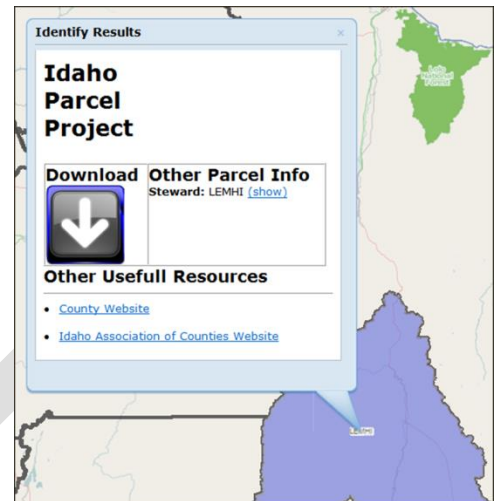 Identify Results
Idaho
Parcel
Project
Download
Other Parcel Info
Steward: LEMHI (show)
Other Usefull Resources
County Website
Idaho Association of Counties Website
LEMHI